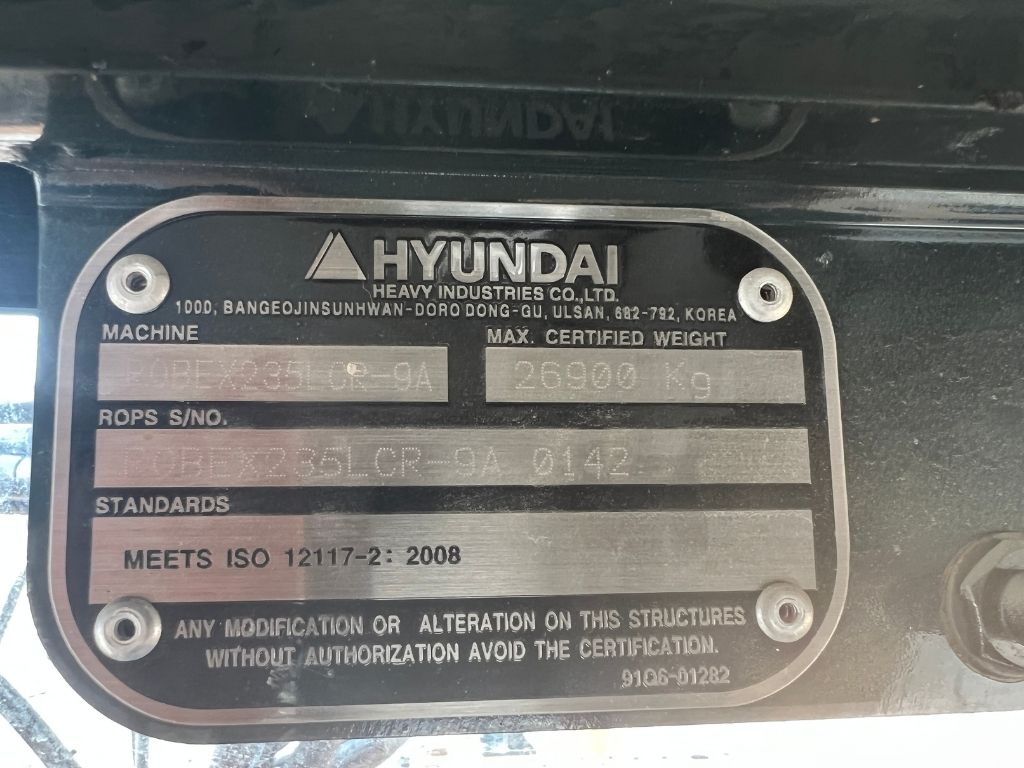 HYUNDAI
HEAVY INDUSTRIES CO.,LTD.
1000, BANGEOJINSUNHWAN-DORO DONG-GU, ULSAN, 682-792, KOREA
MACHINE
MAX. CERTIFIED WEIGHT
ROBEX235LCR-9A
26900 Kg
ROPS S/NO.
ROBEX235LCR-9A 0142
STANDARDS
MEETS ISO 12117-2: 2008
ANY MODIFICATION OR ALTERATION ON THIS STRUCTURES
WITHOUT AUTHORIZATION AVOID THE CERTIFICATION.
91Q6-01282